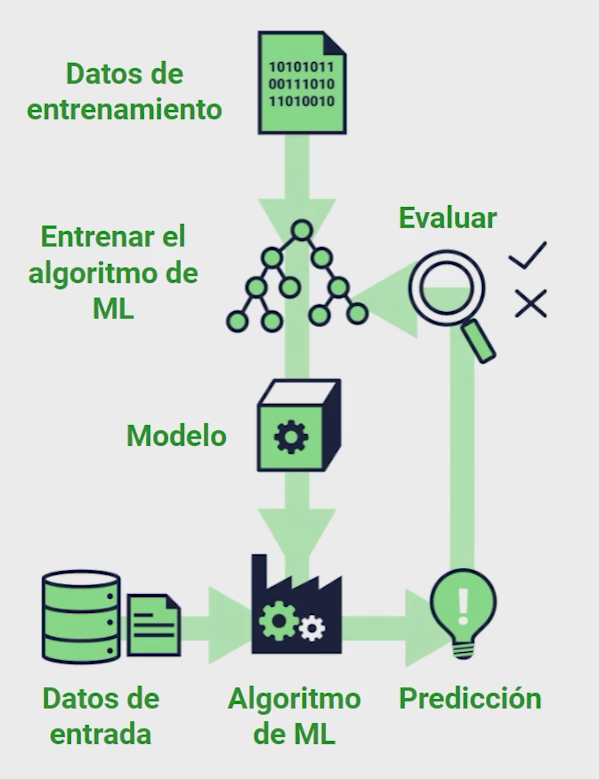 Datos de
entrenamiento
10101011
00111010
11010010
Evaluar
Entrenar el
algoritmo de
ML
Modelo
Datos de
entrada
Algoritmo
de ML
Predicción